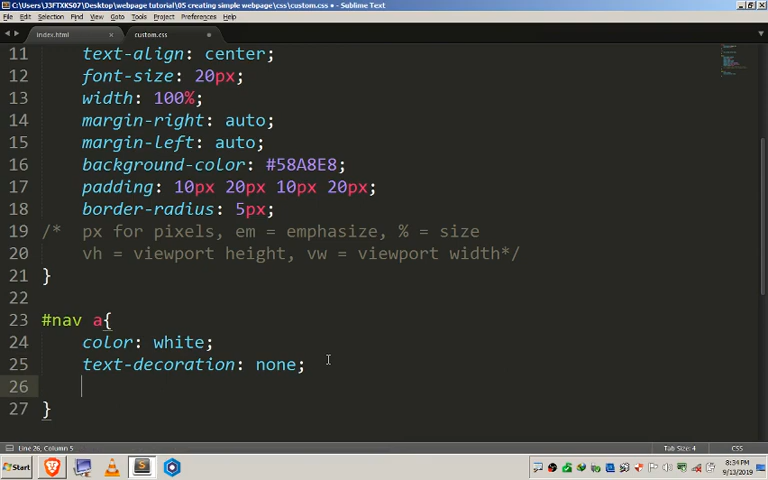 C:\Users\J3FTXKS07\Desktop\webpage tutorial\05 creating simple webpage\css\custom.css • - Sublime Text
File Edit Selection Find View Goto Tools Project Preferences Help
index.html × custom.css •
11 text-align: center;
12 font-size: 20px;
13 width: 100%;
14 margin-right: auto;
15 margin-left: auto;
16 background-color: #58A8E8;
17 padding: 10px 20px 10px 20px;
18 border-radius: 5px;
19 /* px for pixels, em = emphasize, % = size
20 vh = viewport height, vw = viewport width*/
21 }
22
23 #nav a{
24 color: white;
25 text-decoration: none;
26
27 }
Line 26, Column 5 Tab Size: 4 CSS
Start 8:34 PM
9/13/2019